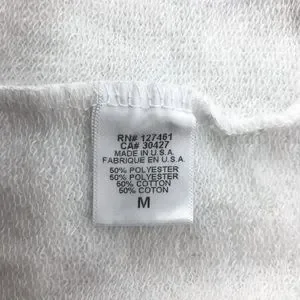 RN# 127461
CA# 30427
MADE IN U.S.A.
FABRIQUE EN U.S.A.
50% POLYESTER
50% POLYESTER
50% COTTON
50% COTON
M